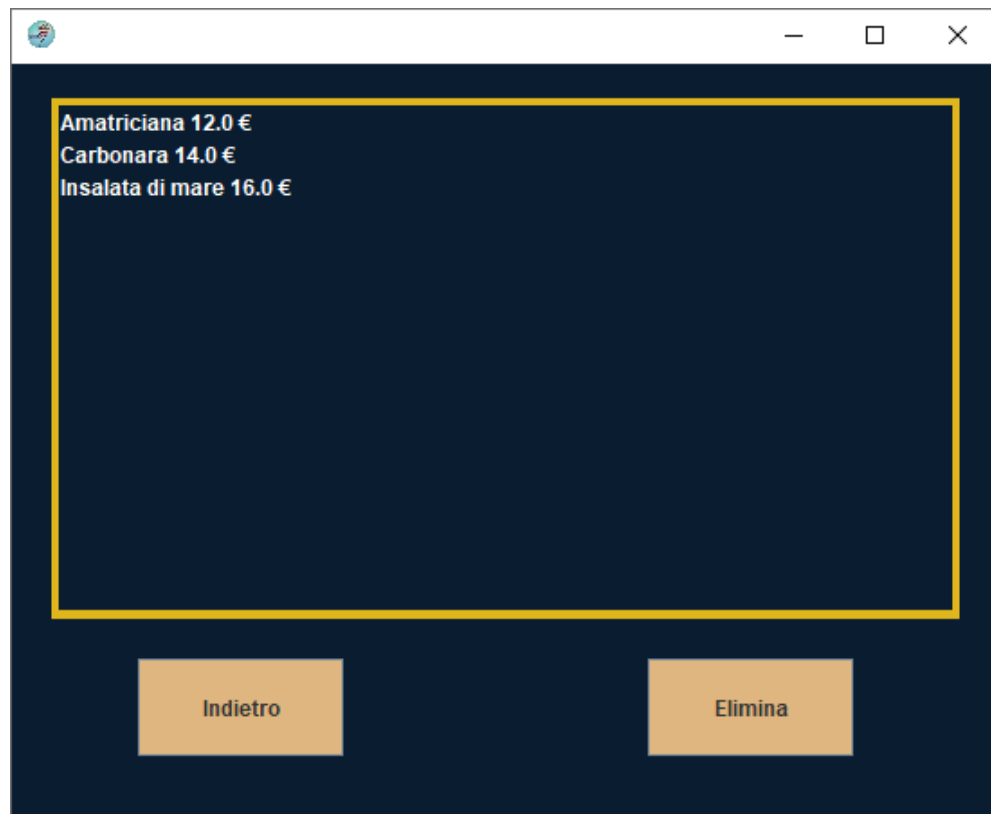 Amatriciana 12.0 €
Carbonara 14.0 €
Insalata di mare 16.0 €
Indietro
Elimina